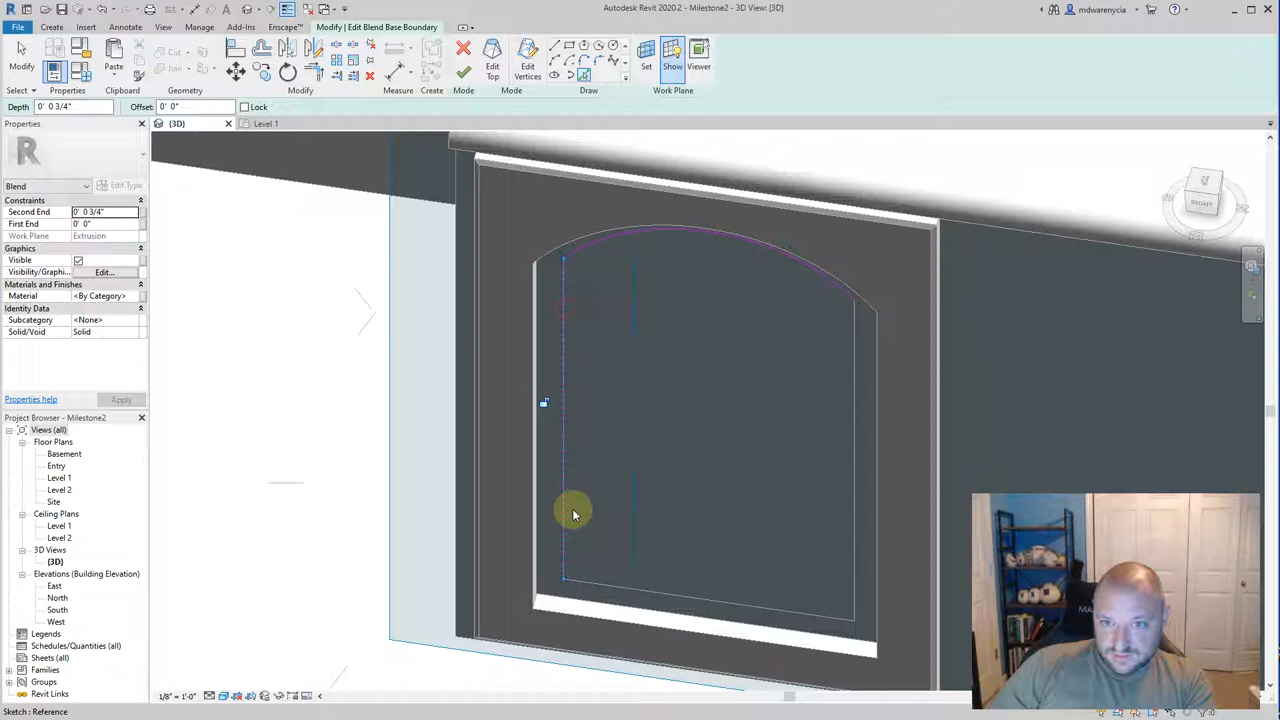 Autodesk Revit 2020.2 - Milestone2 - 3D View: {3D}
mdwarenycia
File
Create
Insert
Annotate
View
Manage
Add-Ins
Enscape™
Modify | Edit Blend Base Boundary
Modify
Paste
Cut
Join
Edit
Top
Edit
Vertices
Set
Show
Viewer
Select
Properties
Clipboard
Geometry
Modify
Measure
Create
Mode
Mode
Draw
Work Plane
Depth 0' 0 3/4"
Offset: 0' 0"
Lock
Properties
{3D}
Level 1
Blend
Edit Type
Constraints
Second End 0' 0 3/4"
First End 0' 0"
Work Plane Extrusion
Graphics
Visible
Visibility/Graphi... Edit...
Materials and Finishes
Material <By Category>
Identity Data
Subcategory <None>
Solid/Void Solid
Properties help
Apply
Project Browser - Milestone2
Views (all)
Floor Plans
Basement
Entry
Level 1
Level 2
Site
Ceiling Plans
Level 1
Level 2
3D Views
{3D}
Elevations (Building Elevation)
East
North
South
West
Legends
Schedules/Quantities (all)
Sheets (all)
Families
Groups
Revit Links
RIGHT
1/8" = 1'-0"
Sketch : Reference